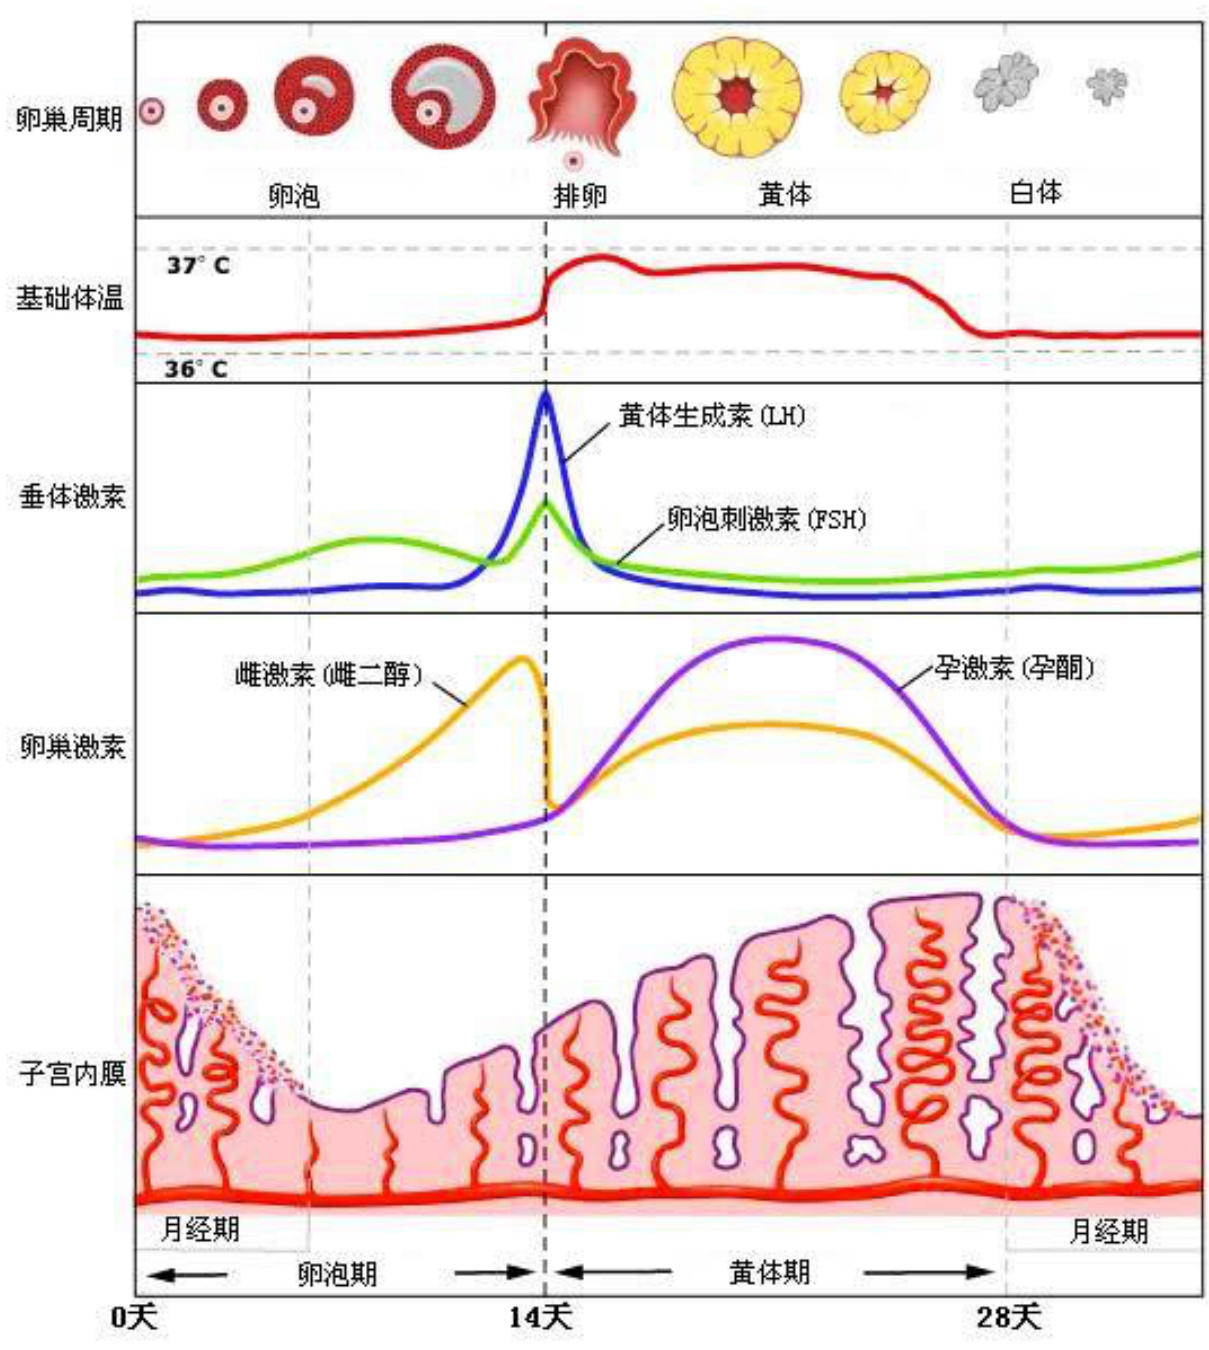 卵巢周期
卵泡
排卵
黄体
白体
基础体温
37° C
36° C
垂体激素
黄体生成素(LH)
卵泡刺激素(FSH)
卵巢激素
雌激素(雌二醇)
孕激素(孕酮)
子宫内膜
月经期
月经期
卵泡期
黄体期
0天
14天
28天